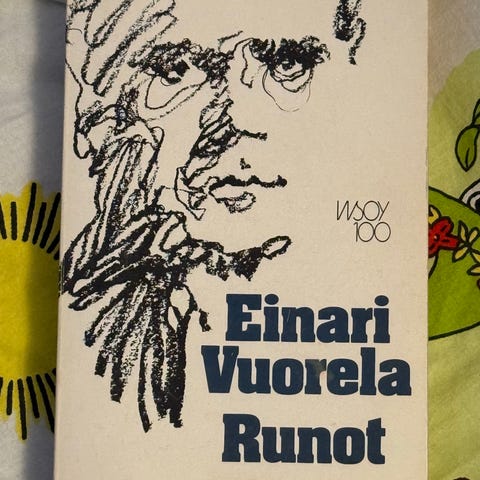 WSOY
100
Einari
Vuorela
Runot